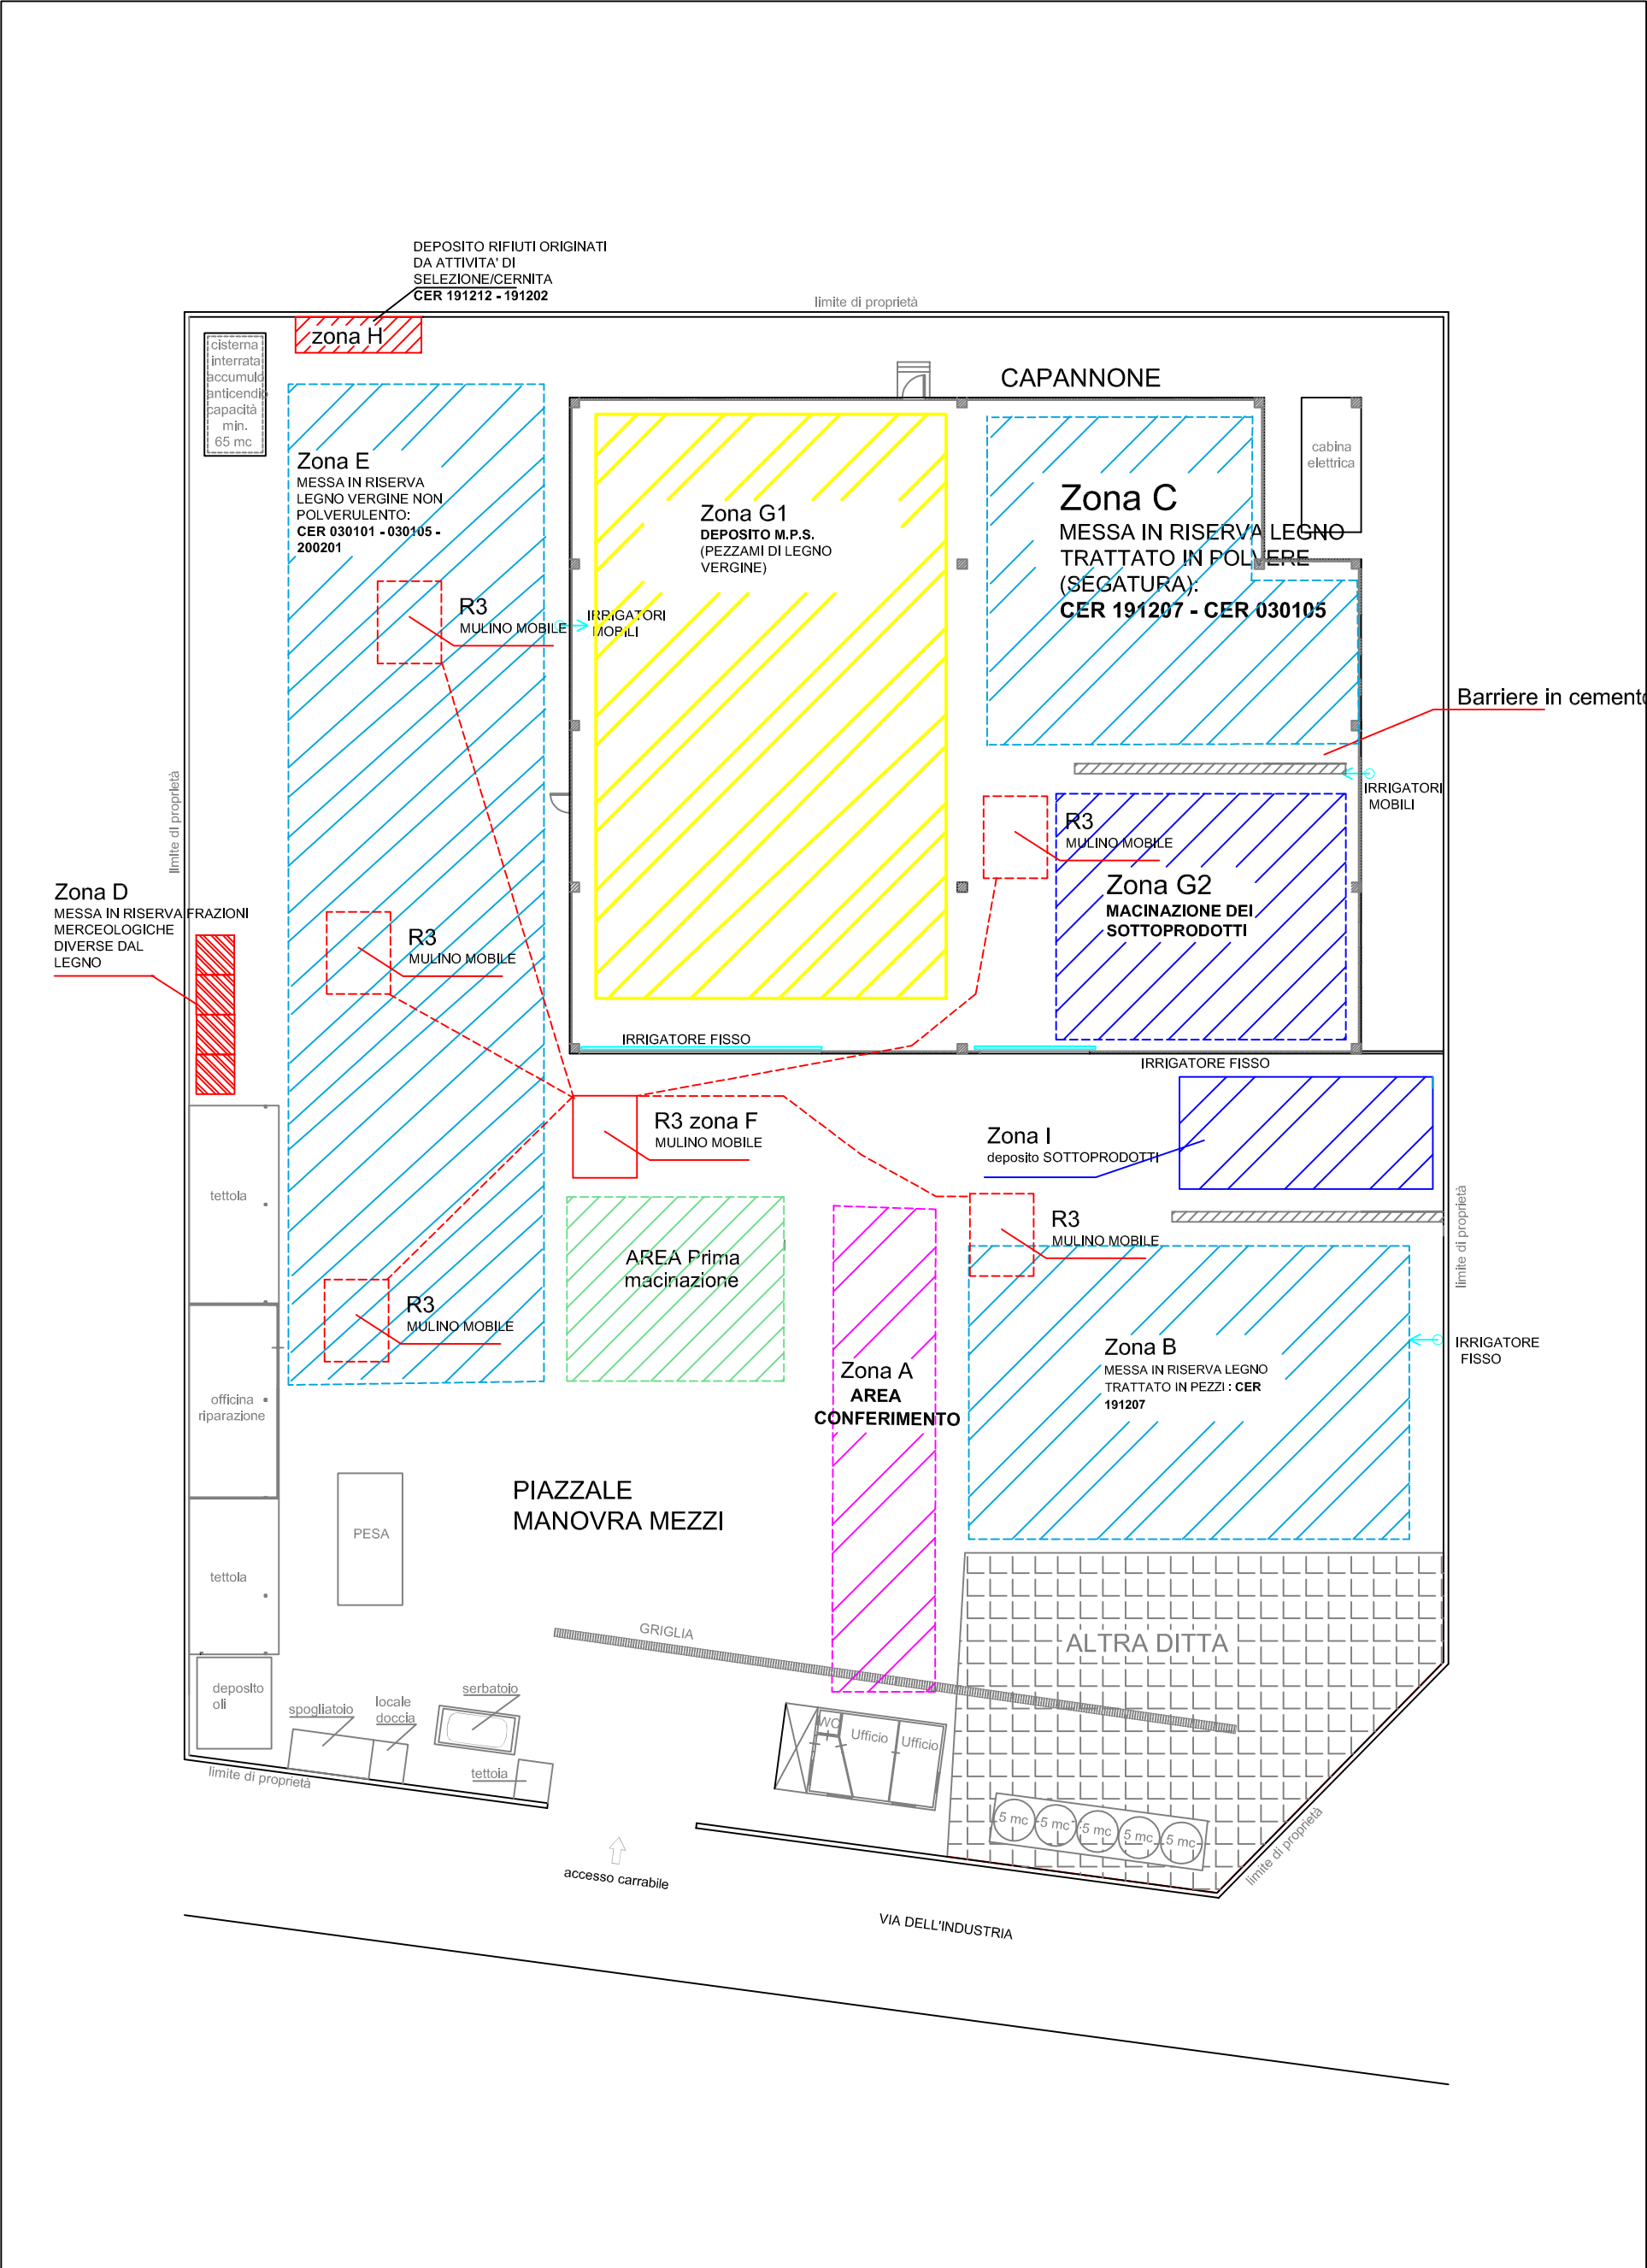 DEPOSITO RIFIUTI ORIGINATI
DA ATTIVITA' DI
SELEZIONE/CERNITA
CER 191212 - 191202
limite di proprietà
zona H
cisterna
interrata
accumulo
anticendio
capacità
min.
65 mc
CAPANNONE
cabina
elettrica
Zona E
MESSA IN RISERVA
LEGNO VERGINE NON
POLVERULENTO:
CER 030101 - 030105 -
200201
Zona G1
DEPOSITO M.P.S.
(PEZZAMI DI LEGNO
VERGINE)
Zona C
MESSA IN RISERVA LEGNO
TRATTATO IN POLVERE
(SEGATURA):
CER 191207 - CER 030105
R3
MULINO MOBILE
IRRIGATORI
MOBILI
Barriere in cemento
IRRIGATORI
MOBILI
limite di proprietà
R3
MULINO MOBILE
Zona G2
MACINAZIONE DEI
SOTTOPRODOTTI
Zona D
MESSA IN RISERVA FRAZIONI
MERCEOLOGICHE
DIVERSE DAL
LEGNO
R3
MULINO MOBILE
IRRIGATORE FISSO
IRRIGATORE FISSO
R3 zona F
MULINO MOBILE
Zona I
deposito SOTTOPRODOTTI
tettoia
R3
MULINO MOBILE
limite di proprietà
AREA Prima
macinazione
R3
MULINO MOBILE
Zona B
MESSA IN RISERVA LEGNO
TRATTATO IN PEZZI : CER
191207
IRRIGATORE
FISSO
Zona A
AREA
CONFERIMENTO
officina
riparazione
PIAZZALE
MANOVRA MEZZI
PESA
tettoia
GRIGLIA
ALTRA DITTA
deposito
oli
spogliatoio
locale
doccia
serbatoio
tettoia
WC
Ufficio
Ufficio
limite di proprietà
5 mc
5 mc
5 mc
5 mc
5 mc
limite di proprietà
accesso carrabile
VIA DELL'INDUSTRIA